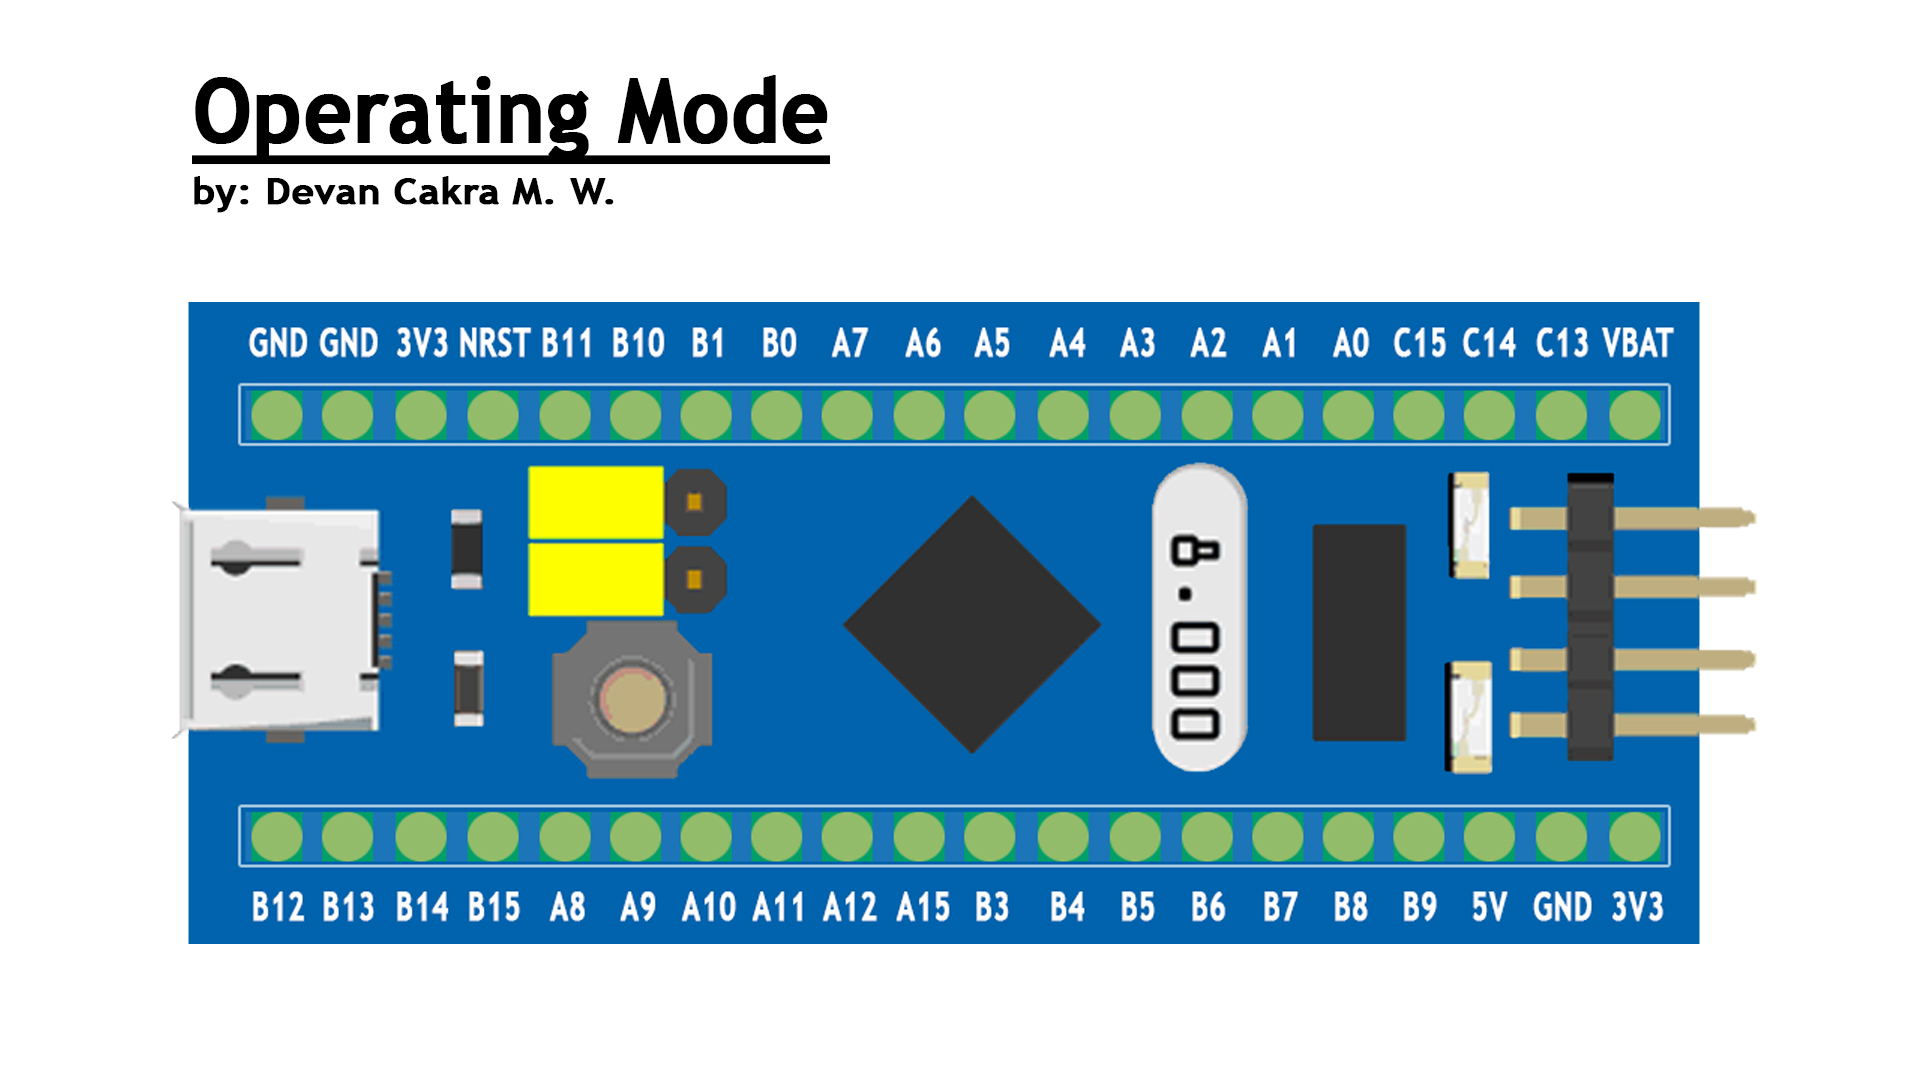 Operating Mode
by: Devan Cakra M. W.
GND GND 3V3 NRST B11 B10 B1 B0 A7 A6 A5 A4 A3 A2 A1 A0 C15 C14 C13 VBAT
8.000
B12 B13 B14 B15 A8 A9 A10 A11 A12 A15 B3 B4 B5 B6 B7 B8 B9 5V GND 3V3